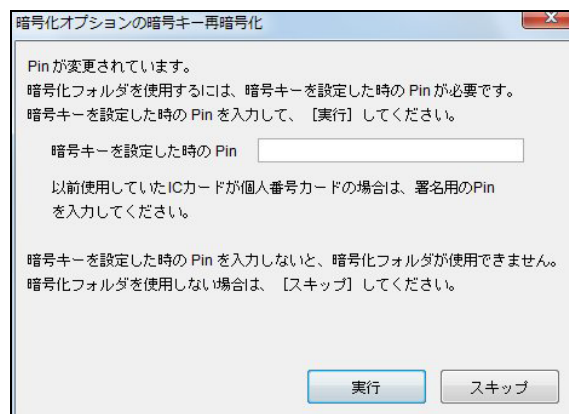 暗号化オプションの暗号キー再暗号化
Pinが変更されています。
暗号化フォルダを使用するには、暗号キーを設定した時の Pin が必要です。
暗号キーを設定した時の Pin を入力して、［実行］してください。
暗号キーを設定した時の Pin
以前使用していたICカードが個人番号カードの場合は、署名用のPin
を入力してください。
暗号キーを設定した時の Pin を入力しないと、暗号化フォルダが使用できません。
暗号化フォルダを使用しない場合は、［スキップ］してください。
実行
スキップ